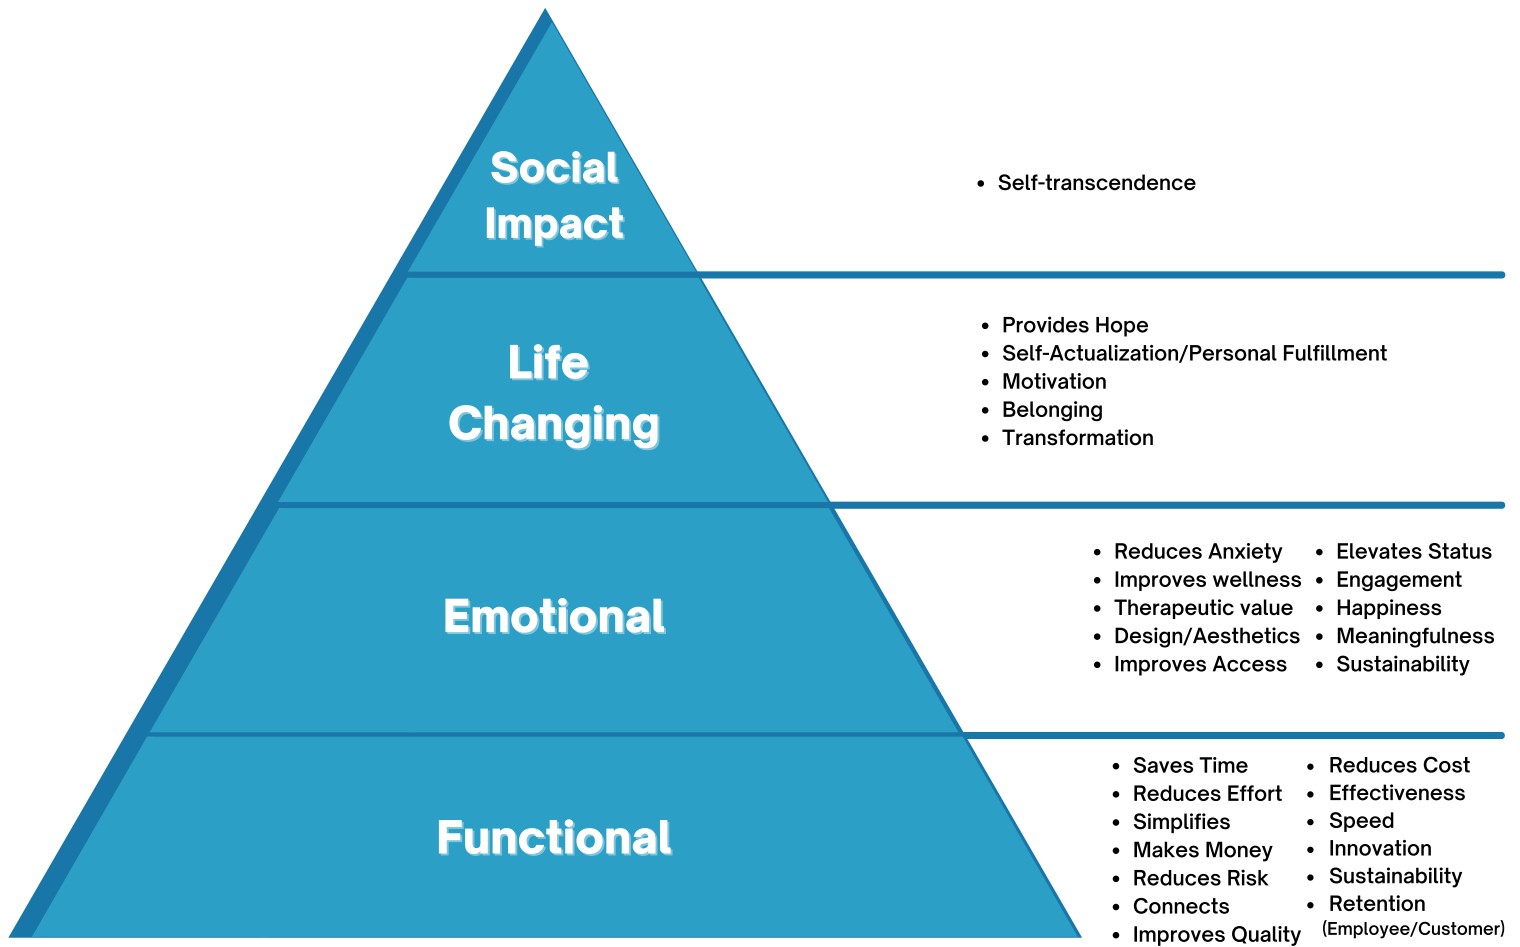 Social
Impact
• Self-transcendence
Life
Changing
• Provides Hope
• Self-Actualization/Personal Fulfillment
• Motivation
• Belonging
• Transformation
Emotional
• Reduces Anxiety
• Improves wellness
• Therapeutic value
• Design/Aesthetics
• Improves Access
• Elevates Status
• Engagement
• Happiness
• Meaningfulness
• Sustainability
Functional
• Saves Time
• Reduces Effort
• Simplifies
• Makes Money
• Reduces Risk
• Connects
• Improves Quality
• Reduces Cost
• Effectiveness
• Speed
• Innovation
• Sustainability
• Retention
(Employee/Customer)